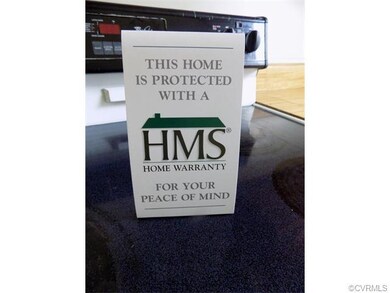 THIS HOME
IS PROTECTED
WITH A
HMS®
HOME WARRANTY
FOR YOUR
PEACE OF MIND
©CVRMLS